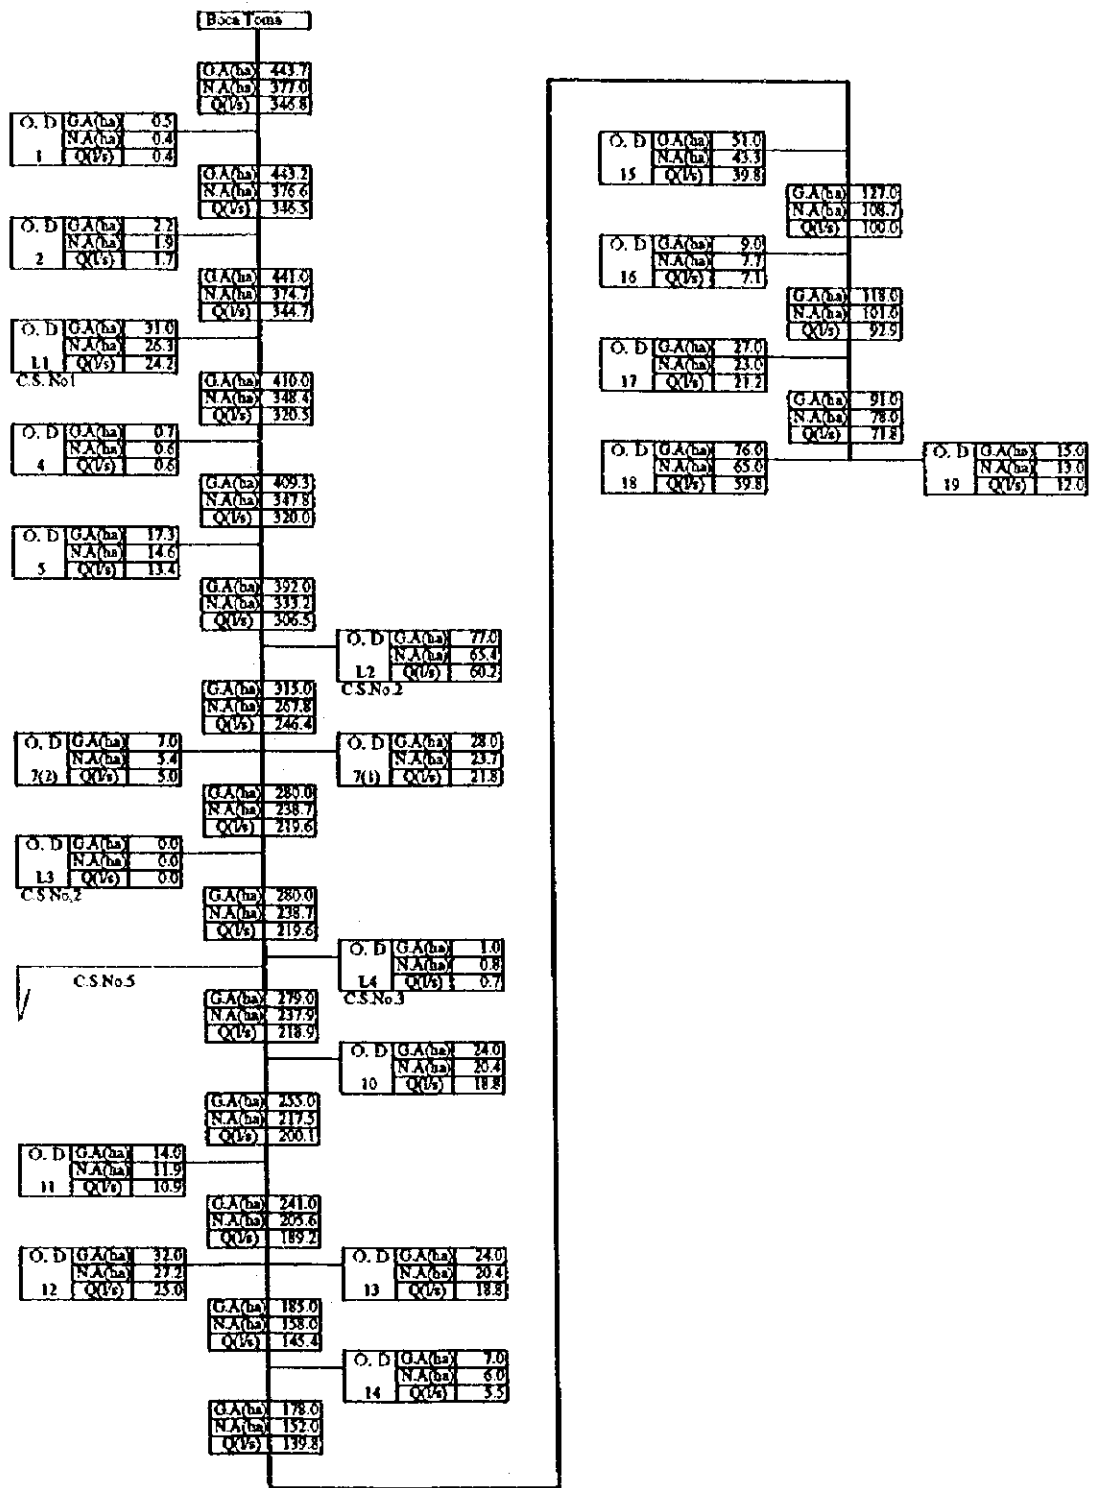 Boca Toma
G.A(ha) 443.7
N.A(ha) 377.0
Q(l/s) 346.8
O. D G.A(ha) 0.5
N.A(ha) 0.4
1 Q(l/s) 0.4
G.A(ha) 443.2
N.A(ha) 376.6
Q(l/s) 346.5
O. D G.A(ha) 2.2
N.A(ha) 1.9
2 Q(l/s) 1.7
G.A(ha) 441.0
N.A(ha) 374.7
Q(l/s) 344.7
O. D G.A(ha) 31.0
N.A(ha) 26.3
L1 Q(l/s) 24.2
C.S. No1
G.A(ha) 410.0
N.A(ha) 348.4
Q(l/s) 320.5
O. D G.A(ha) 0.7
N.A(ha) 0.6
4 Q(l/s) 0.6
G.A(ha) 409.3
N.A(ha) 347.8
Q(l/s) 320.0
O. D G.A(ha) 17.3
N.A(ha) 14.6
5 Q(l/s) 13.4
G.A(ha) 392.0
N.A(ha) 333.2
Q(l/s) 306.5
O. D G.A(ha) 77.0
N.A(ha) 65.4
L2 Q(l/s) 60.2
C.S.No.2
G.A(ha) 315.0
N.A(ha) 267.8
Q(l/s) 246.4
O. D G.A(ha) 7.0
N.A(ha) 5.4
7(2) Q(l/s) 5.0
O. D G.A(ha) 28.0
N.A(ha) 23.7
7(1) Q(l/s) 21.8
G.A(ha) 280.0
N.A(ha) 238.7
Q(l/s) 219.6
O. D G.A(ha) 0.0
N.A(ha) 0.0
L3 Q(l/s) 0.0
C.S.No,2
G.A(ha) 280.0
N.A(ha) 238.7
Q(l/s) 219.6
O. D G.A(ha) 1.0
N.A(ha) 0.8
L4 Q(l/s) 0.7
C.S.No.3
C.S.No.5
G.A(ha) 279.0
N.A(ha) 237.9
Q(l/s) 218.9
O. D G.A(ha) 24.0
N.A(ha) 20.4
10 Q(l/s) 18.8
G.A(ha) 255.0
N.A(ha) 217.5
Q(l/s) 200.1
O. D G.A(ha) 14.0
N.A(ha) 11.9
11 Q(l/s) 10.9
G.A(ha) 241.0
N.A(ha) 205.6
Q(l/s) 189.2
O. D G.A(ha) 32.0
N.A(ha) 27.2
12 Q(l/s) 25.0
O. D G.A(ha) 24.0
N.A(ha) 20.4
13 Q(l/s) 18.8
G.A(ha) 185.0
N.A(ha) 158.0
Q(l/s) 145.4
O. D G.A(ha) 7.0
N.A(ha) 6.0
14 Q(l/s) 5.5
G.A(ha) 178.0
N.A(ha) 152.0
Q(l/s) 139.8
O. D G.A(ha) 51.0
N.A(ha) 43.3
15 Q(l/s) 39.8
G.A(ha) 127.0
N.A(ha) 108.7
Q(l/s) 100.0
O. D G.A(ha) 9.0
N.A(ha) 7.7
16 Q(l/s) 7.1
G.A(ha) 118.0
N.A(ha) 101.0
Q(l/s) 92.9
O. D G.A(ha) 27.0
N.A(ha) 23.0
17 Q(l/s) 21.2
G.A(ha) 91.0
N.A(ha) 78.0
Q(l/s) 71.8
O. D G.A(ha) 76.0
N.A(ha) 65.0
18 Q(l/s) 59.8
O. D G.A(ha) 15.0
N.A(ha) 13.0
19 Q(l/s) 12.0